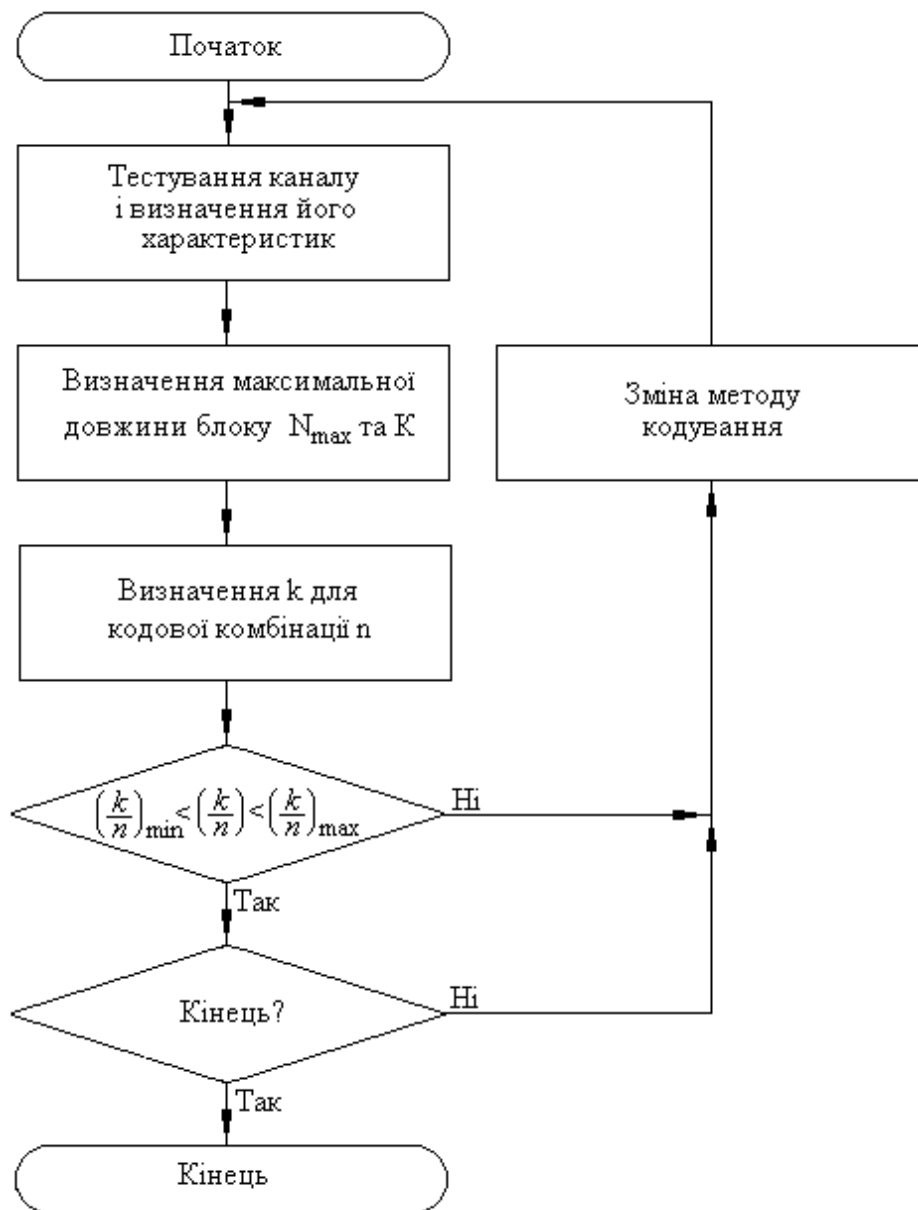 Початок
Тестування каналу
і визначення його
характеристик
Визначення максимальної
довжини блоку N_max та К
Зміна методу
кодування
Визначення k для
кодової комбінації n
(k/n)_min < (k/n) < (k/n)_max
Ні
Так
Кінець?
Ні
Так
Кінець